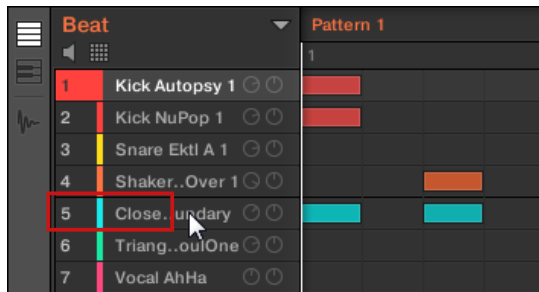 Beat
Pattern 1
1
1 Kick Autopsy 1
2 Kick NuPop 1
3 Snare Ektl A 1
4 Shaker..Over 1
5 Close..undary
6 Triang..oulOne
7 Vocal AhHa